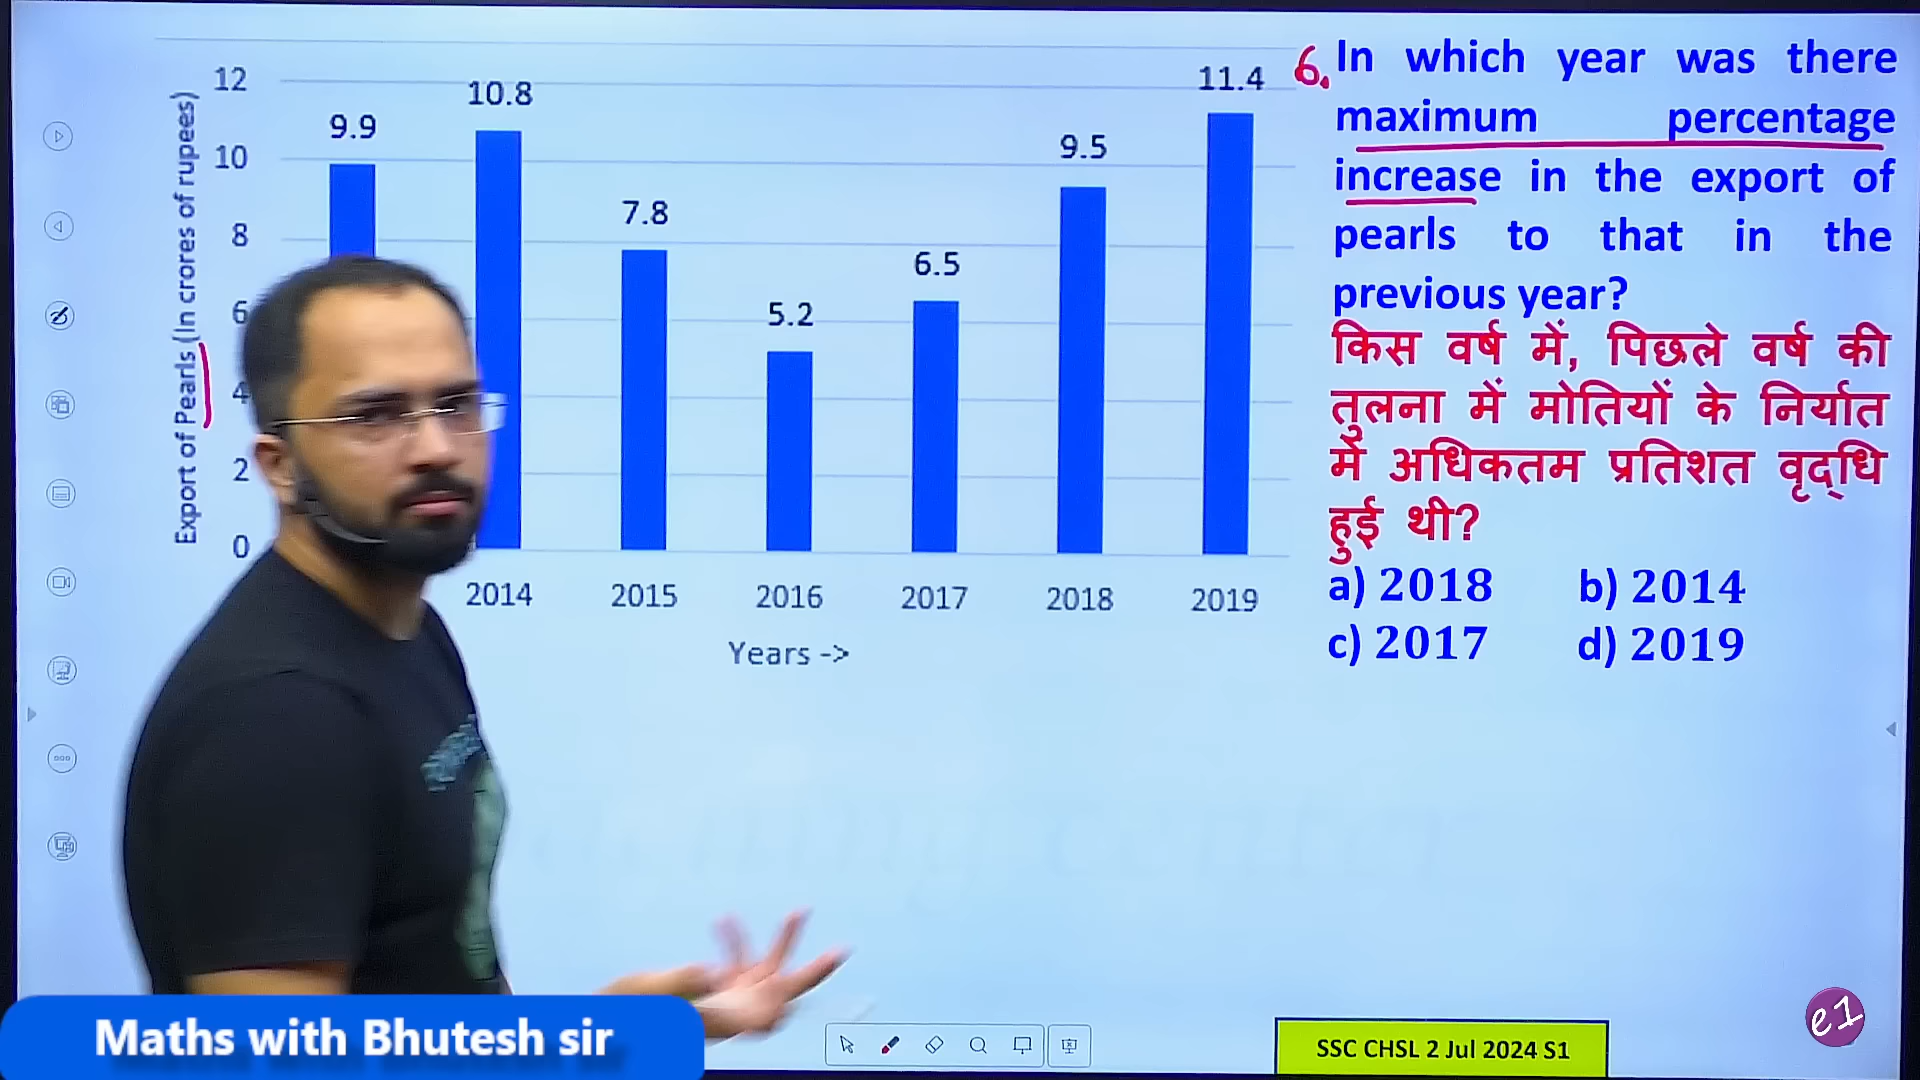 6. In which year was there
maximum percentage
increase in the export of
pearls to that in the
previous year?
किस वर्ष में, पिछले वर्ष की
तुलना में मोतियों के निर्यात
में अधिकतम प्रतिशत वृद्धि
हुई थी?
a) 2018 b) 2014
c) 2017 d) 2019
Export of Pearls (In crores of rupees)
12
10
8
6
4
2
0
9.9
10.8
7.8
5.2
6.5
9.5
11.4
2014 2015 2016 2017 2018 2019
Years ->
Maths with Bhutesh sir
SSC CHSL 2 Jul 2024 S1
e1